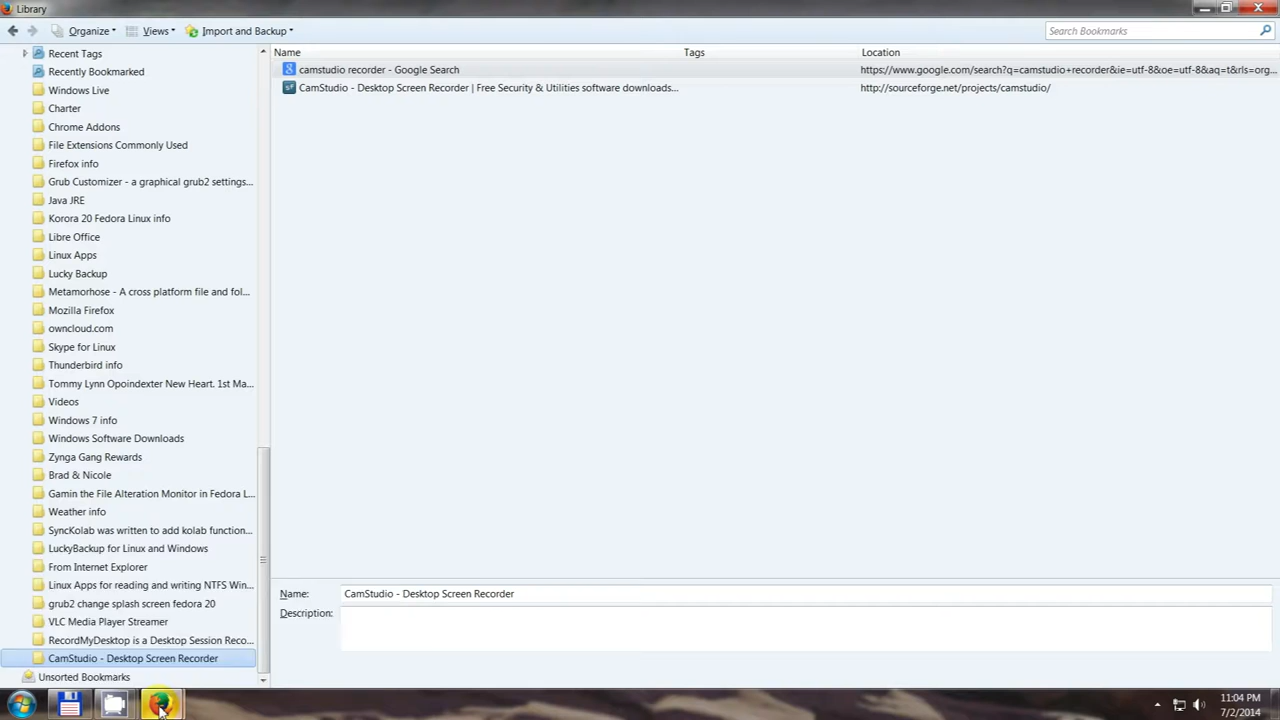 Library
Organize
Views
Import and Backup
Search Bookmarks
Recent Tags
Recently Bookmarked
Windows Live
Charter
Chrome Addons
File Extensions Commonly Used
Firefox info
Grub Customizer - a graphical grub2 settings...
Java JRE
Korora 20 Fedora Linux info
Libre Office
Linux Apps
Lucky Backup
Metamorhose - A cross platform file and fol...
Mozilla Firefox
owncloud.com
Skype for Linux
Thunderbird info
Tommy Lynn Opoindexter New Heart. 1st Ma...
Videos
Windows 7 info
Windows Software Downloads
Zynga Gang Rewards
Brad & Nicole
Gamin the File Alteration Monitor in Fedora L...
Weather info
SyncKolab was written to add kolab function...
LuckyBackup for Linux and Windows
From Internet Explorer
Linux Apps for reading and writing NTFS Win...
grub2 change splash screen fedora 20
VLC Media Player Streamer
RecordMyDesktop is a Desktop Session Reco...
CamStudio - Desktop Screen Recorder
Unsorted Bookmarks
Name Tags Location
camstudio recorder - Google Search https://www.google.com/search?q=camstudio+recorder&ie=utf-8&oe=utf-8&aq=t&rls=org...
CamStudio - Desktop Screen Recorder | Free Security & Utilities software downloads... http://sourceforge.net/projects/camstudio/
Name: CamStudio - Desktop Screen Recorder
Description:
11:04 PM
7/2/2014